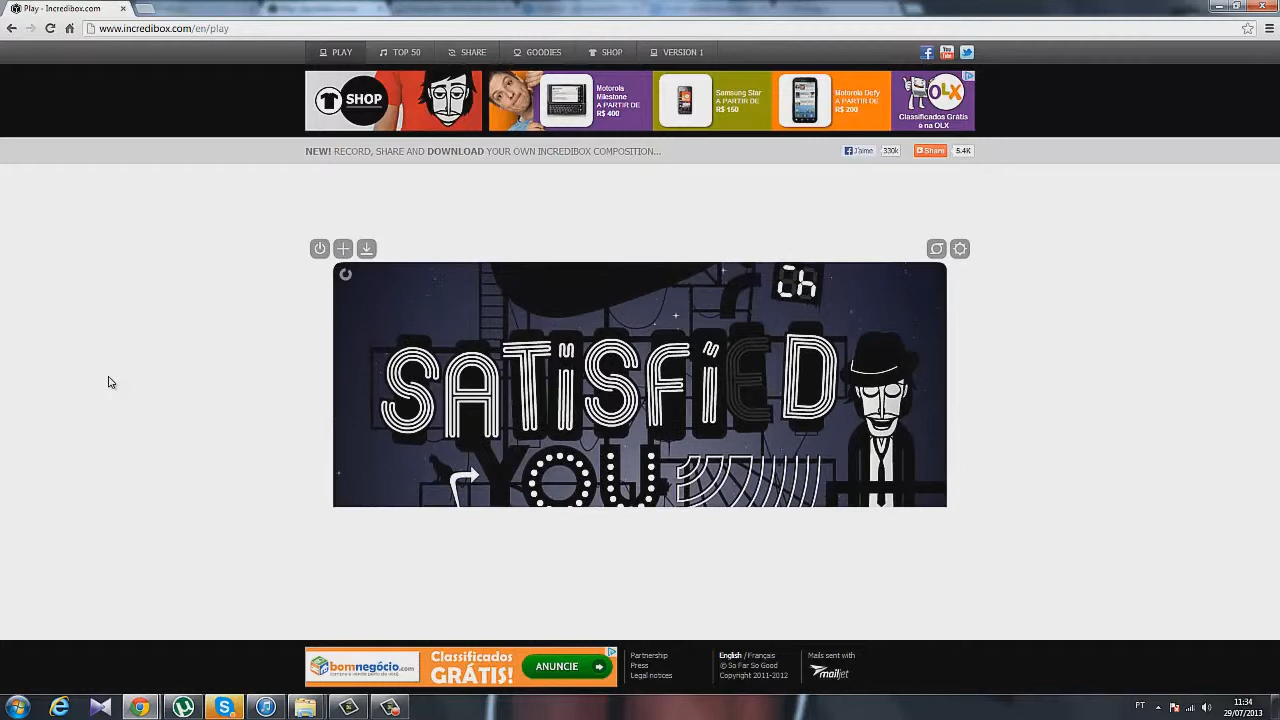 Play - Incredibox.com
www.incredibox.com/en/play
PLAY
TOP 50
SHARE
GOODIES
SHOP
VERSION 1
SHOP
Motorola
Milestone
A PARTIR DE
R$ 400
Samsung Star
A PARTIR DE
R$ 150
Motorola Defy
A PARTIR DE
R$ 200
OLX
Classificados Grátis
é na OLX
NEW! RECORD, SHARE AND DOWNLOAD YOUR OWN INCREDIBOX COMPOSITION...
J'aime
330k
Share
5.4K
ch
SATiSFiED
YOU
bomnegócio.com
Classificados
GRÁTIS!
ANUNCIE
Partnership
Press
Legal notices
English / Français
© So Far So Good
Copyright 2011-2012
Mails sent with
mailjet
PT
11:34
29/07/2013